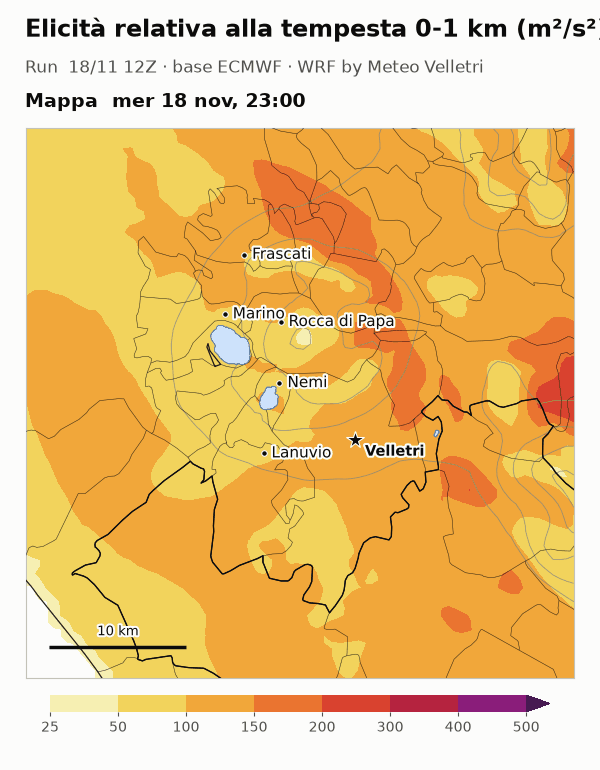 Elicità relativa alla tempesta 0-1 km (m²/s²)
Run 18/11 12Z · base ECMWF · WRF by Meteo Velletri
Mappa mer 18 nov, 23:00
Frascati
Marino
Rocca di Papa
Nemi
Velletri
Lanuvio
10 km
25 50 100 150 200 300 400 500